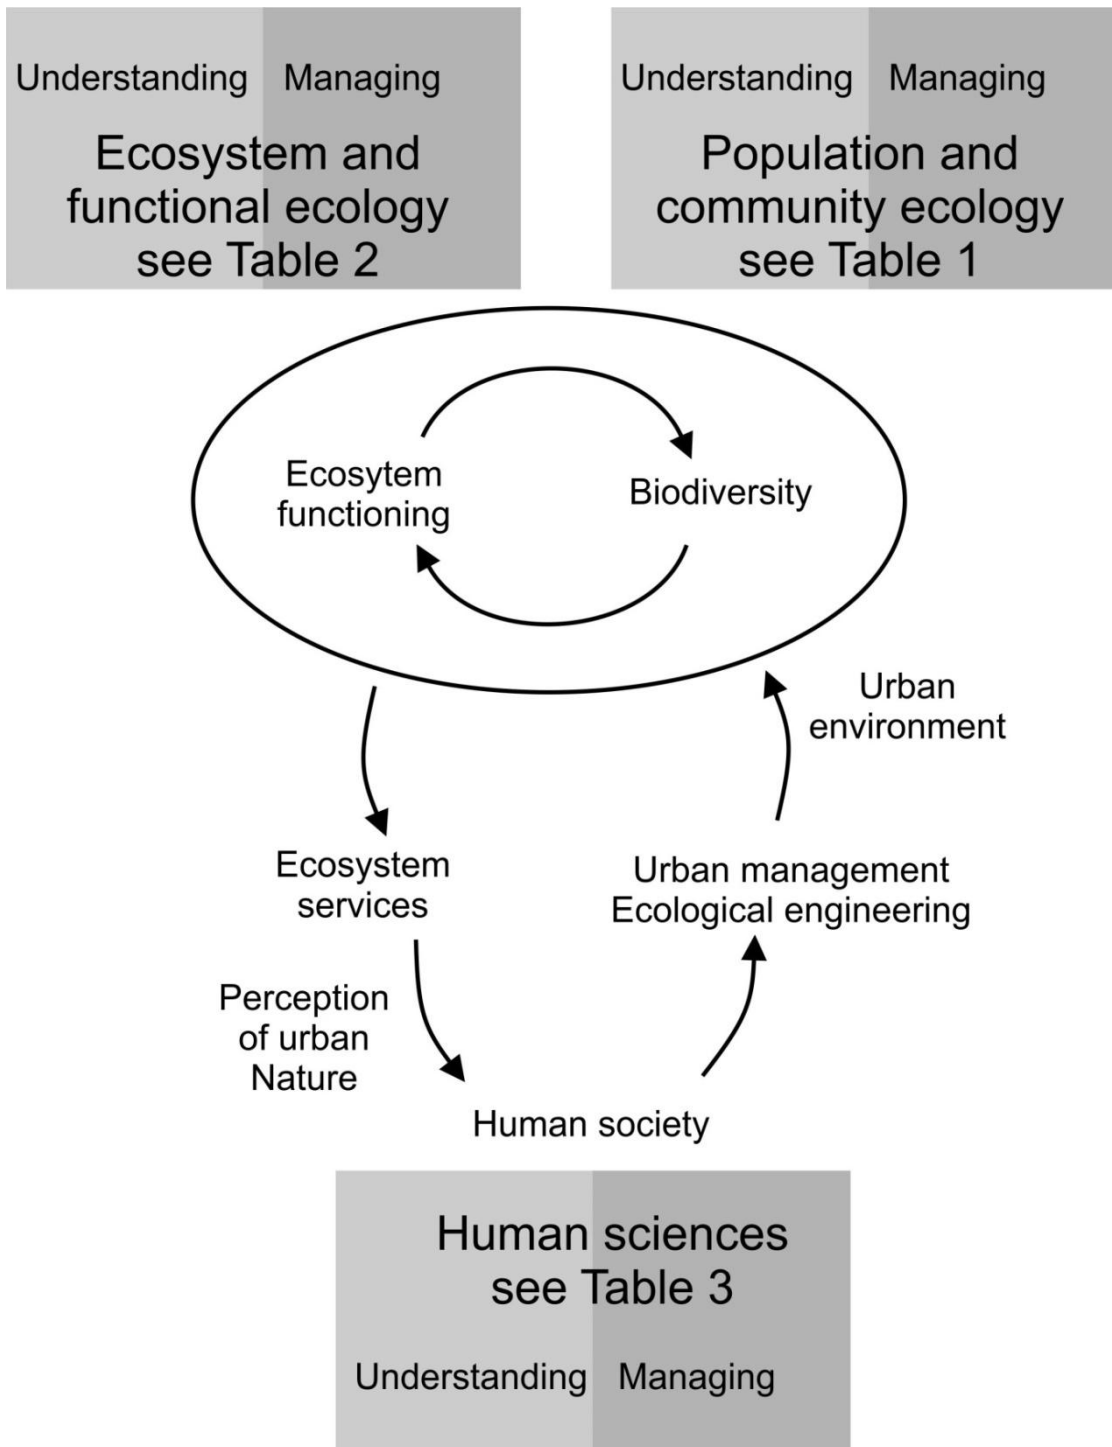 Understanding Managing
Ecosystem and
functional ecology
see Table 2
Understanding Managing
Population and
community ecology
see Table 1
Ecosytem
functioning
Biodiversity
Urban
environment
Ecosystem
services
Urban management
Ecological engineering
Perception
of urban
Nature
Human society
Human sciences
see Table 3
Understanding Managing